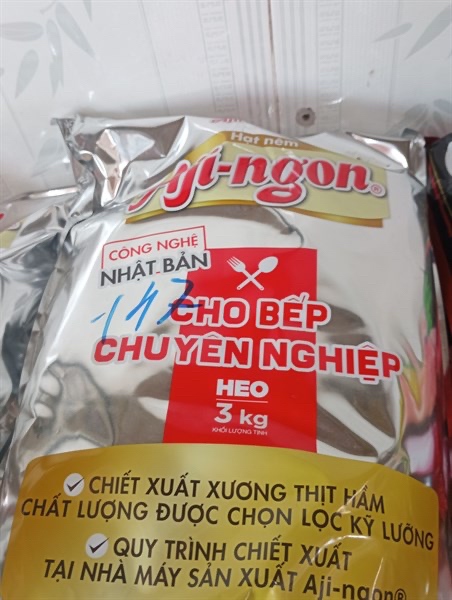 Hạt nêm
Aji-ngon®
CÔNG NGHỆ
NHẬT BẢN
147
CHO BẾP
CHUYÊN NGHIỆP
HEO
3 kg
KHỐI LƯỢNG TỊNH
CHIẾT XUẤT XƯƠNG THỊT HẦM
CHẤT LƯỢNG ĐƯỢC CHỌN LỌC KỸ LƯỠNG
QUY TRÌNH CHIẾT XUẤT
TẠI NHÀ MÁY SẢN XUẤT Aji-ngon®